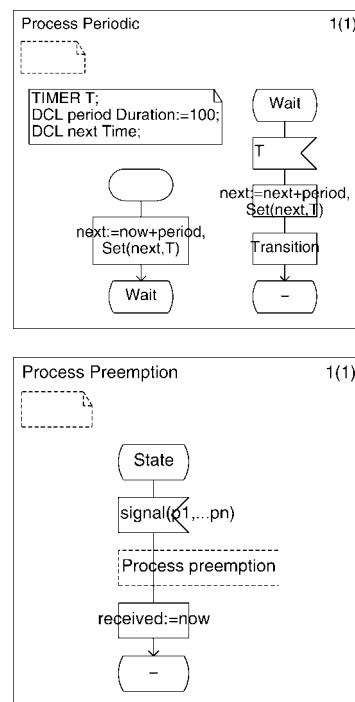 Process Periodic 1(1)
TIMER T;
DCL period Duration:=100;
DCL next Time;
next:=now+period,
Set(next,T)
Wait
Wait
T
next:=next+period,
Set(next,T)
Transition
–
Process Preemption 1(1)
State
signal(p1,...pn)
Process preemption
received:=now
–